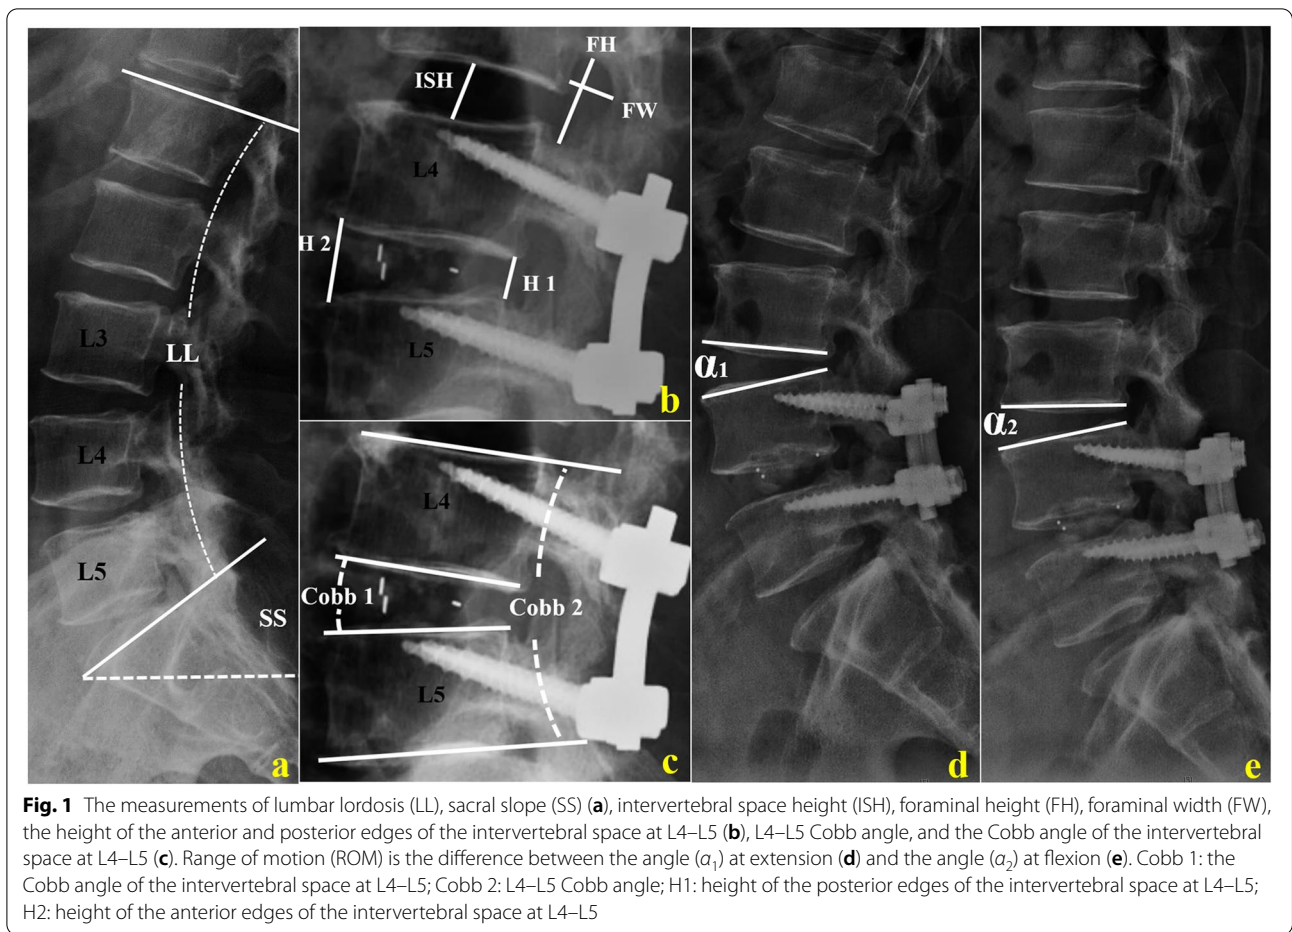 L3
LL
L4
L5
SS
a
FH
ISH
FW
L4
H 2
H 1
L5
b
L4
Cobb 1
Cobb 2
L5
c
α1
d
α2
e
Fig. 1 The measurements of lumbar lordosis (LL), sacral slope (SS) (a), intervertebral space height (ISH), foraminal height (FH), foraminal width (FW),
the height of the anterior and posterior edges of the intervertebral space at L4–L5 (b), L4–L5 Cobb angle, and the Cobb angle of the intervertebral
space at L4–L5 (c). Range of motion (ROM) is the difference between the angle (α1) at extension (d) and the angle (α2) at flexion (e). Cobb 1: the
Cobb angle of the intervertebral space at L4–L5; Cobb 2: L4–L5 Cobb angle; H1: height of the posterior edges of the intervertebral space at L4–L5;
H2: height of the anterior edges of the intervertebral space at L4–L5